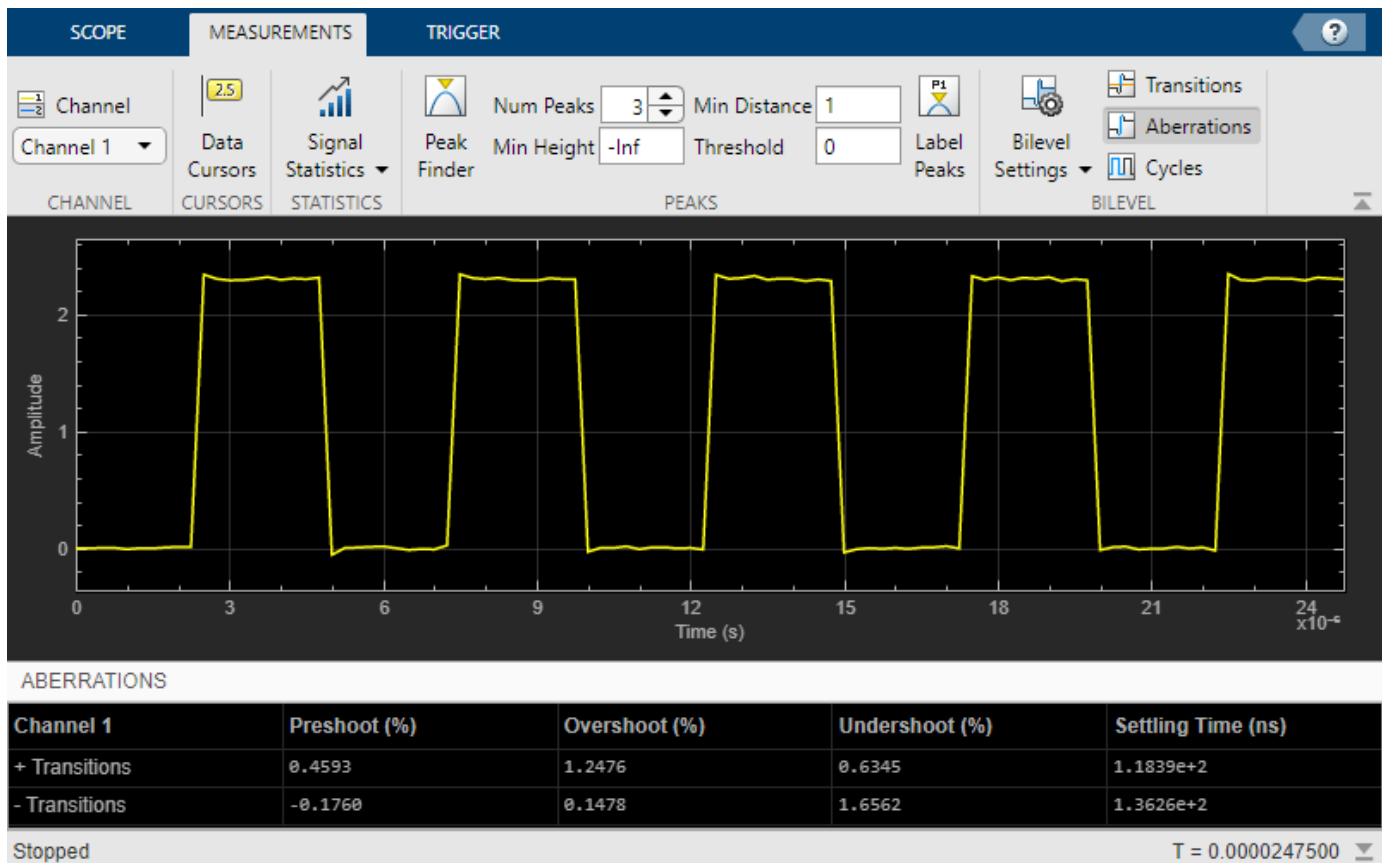 SCOPE MEASUREMENTS TRIGGER ?
Channel
Channel 1
CHANNEL
2.5
Data
Cursors
CURSORS
Signal
Statistics
STATISTICS
Peak
Finder
Num Peaks 3 Min Distance 1
Min Height -Inf Threshold 0
P1
Label
Peaks
PEAKS
Bilevel
Settings
Transitions
Aberrations
Cycles
BILEVEL
Amplitude
2
1
0
0 3 6 9 12 15 18 21 24
x10⁻⁶
Time (s)
ABERRATIONS
Channel 1 Preshoot (%) Overshoot (%) Undershoot (%) Settling Time (ns)
+ Transitions 0.4593 1.2476 0.6345 1.1839e+2
- Transitions -0.1760 0.1478 1.6562 1.3626e+2
Stopped T = 0.0000247500